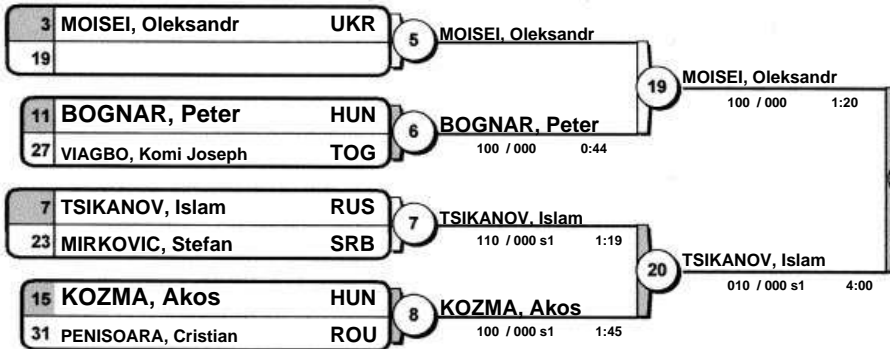 3 MOISEI, Oleksandr UKR
19
5
MOISEI, Oleksandr
11 BOGNAR, Peter HUN
27 VIAGBO, Komi Joseph TOG
6
BOGNAR, Peter
100 / 000 0:44
19
MOISEI, Oleksandr
100 / 000 1:20
7 TSIKANOV, Islam RUS
23 MIRKOVIC, Stefan SRB
7
TSIKANOV, Islam
110 / 000 s1 1:19
15 KOZMA, Akos HUN
31 PENISOARA, Cristian ROU
8
KOZMA, Akos
100 / 000 s1 1:45
20
TSIKANOV, Islam
010 / 000 s1 4:00